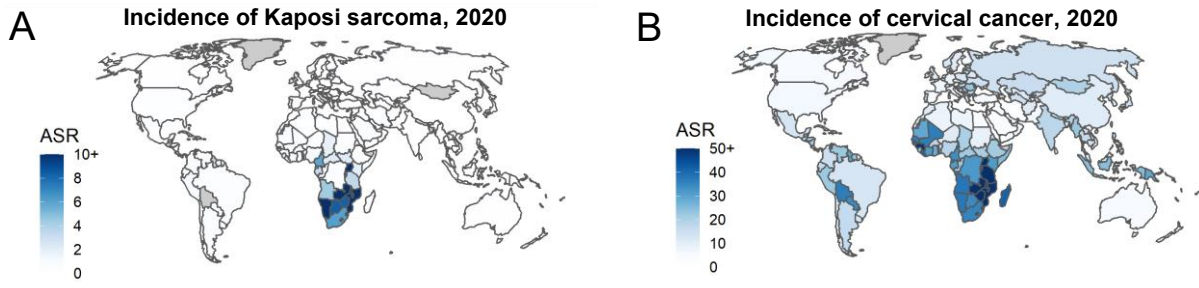 A
Incidence of Kaposi sarcoma, 2020
ASR
10+
8
6
4
2
0
B
Incidence of cervical cancer, 2020
ASR
50+
40
30
20
10
0